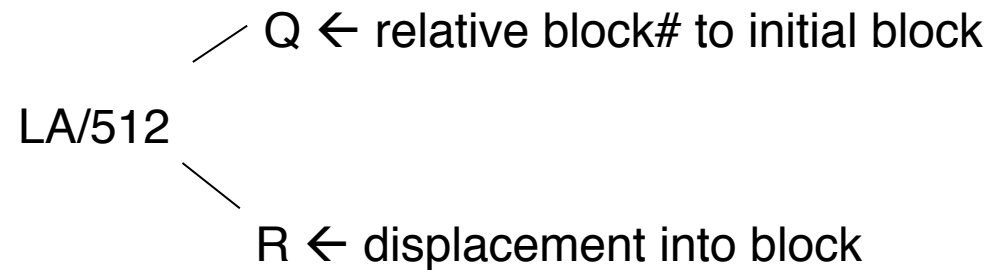 Q ← relative block# to initial block
LA/512
R ← displacement into block